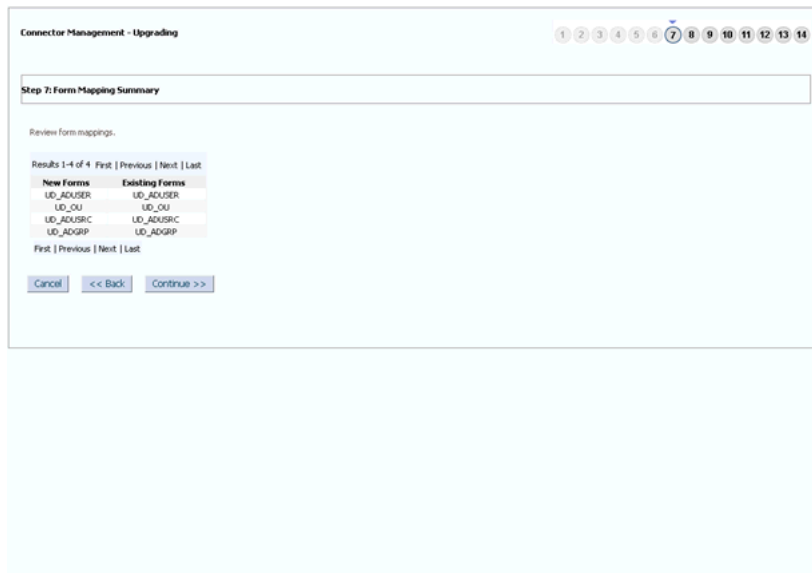 Connector Management - Upgrading
1 2 3 4 5 6 7 8 9 10 11 12 13 14
Step 7: Form Mapping Summary
Review form mappings.
Results 1-4 of 4 First | Previous | Next | Last
New Forms Existing Forms
UD_ADUSER UD_ADUSER
UD_OU UD_OU
UD_ADUSRC UD_ADUSRC
UD_ADGRP UD_ADGRP
First | Previous | Next | Last
Cancel << Back Continue >>